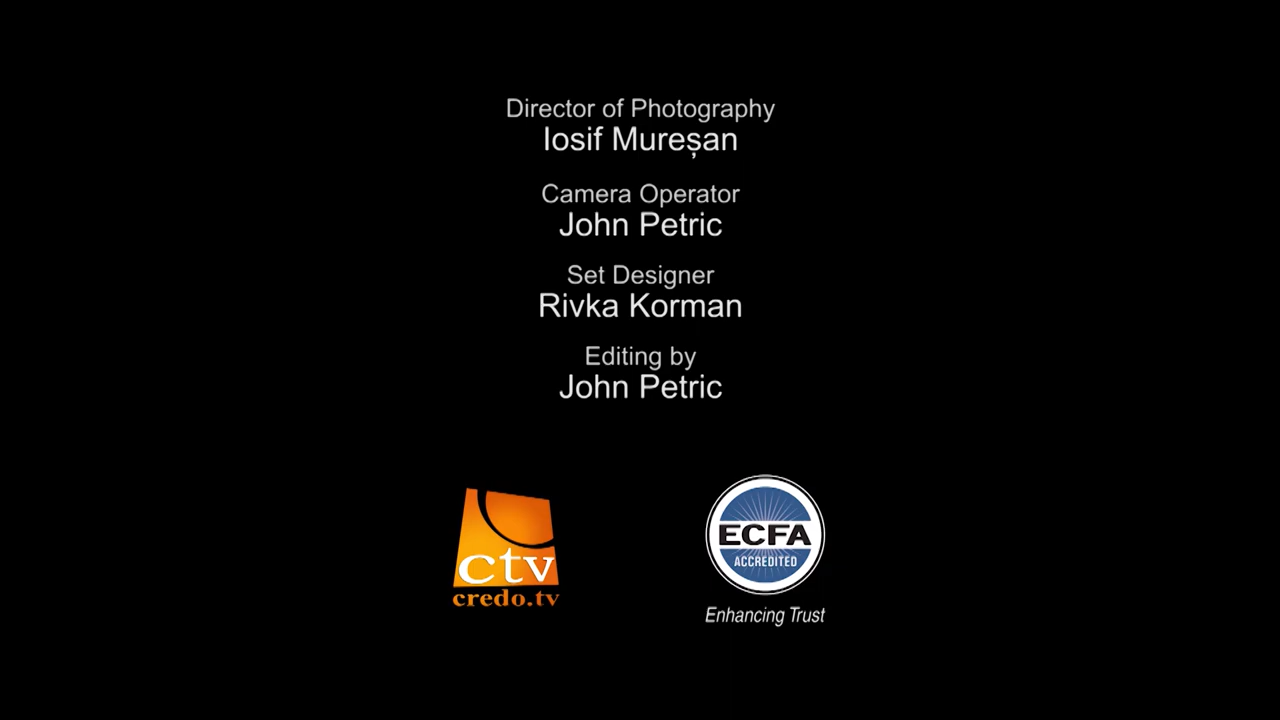 Director of Photography
Iosif Mureșan
Camera Operator
John Petric
Set Designer
Rivka Korman
Editing by
John Petric
ctv
credo.tv
ECFA
ACCREDITED
Enhancing Trust